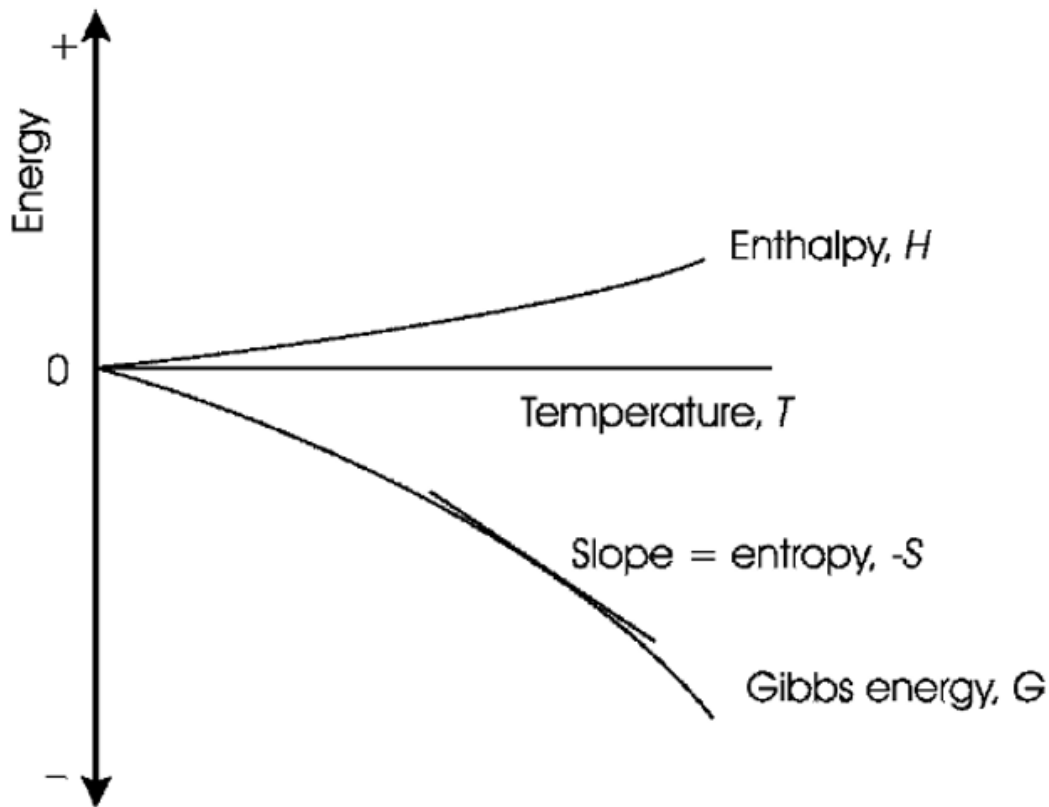 +
Energy
Enthalpy, H
0
Temperature, T
Slope = entropy, -S
Gibbs energy, G
−